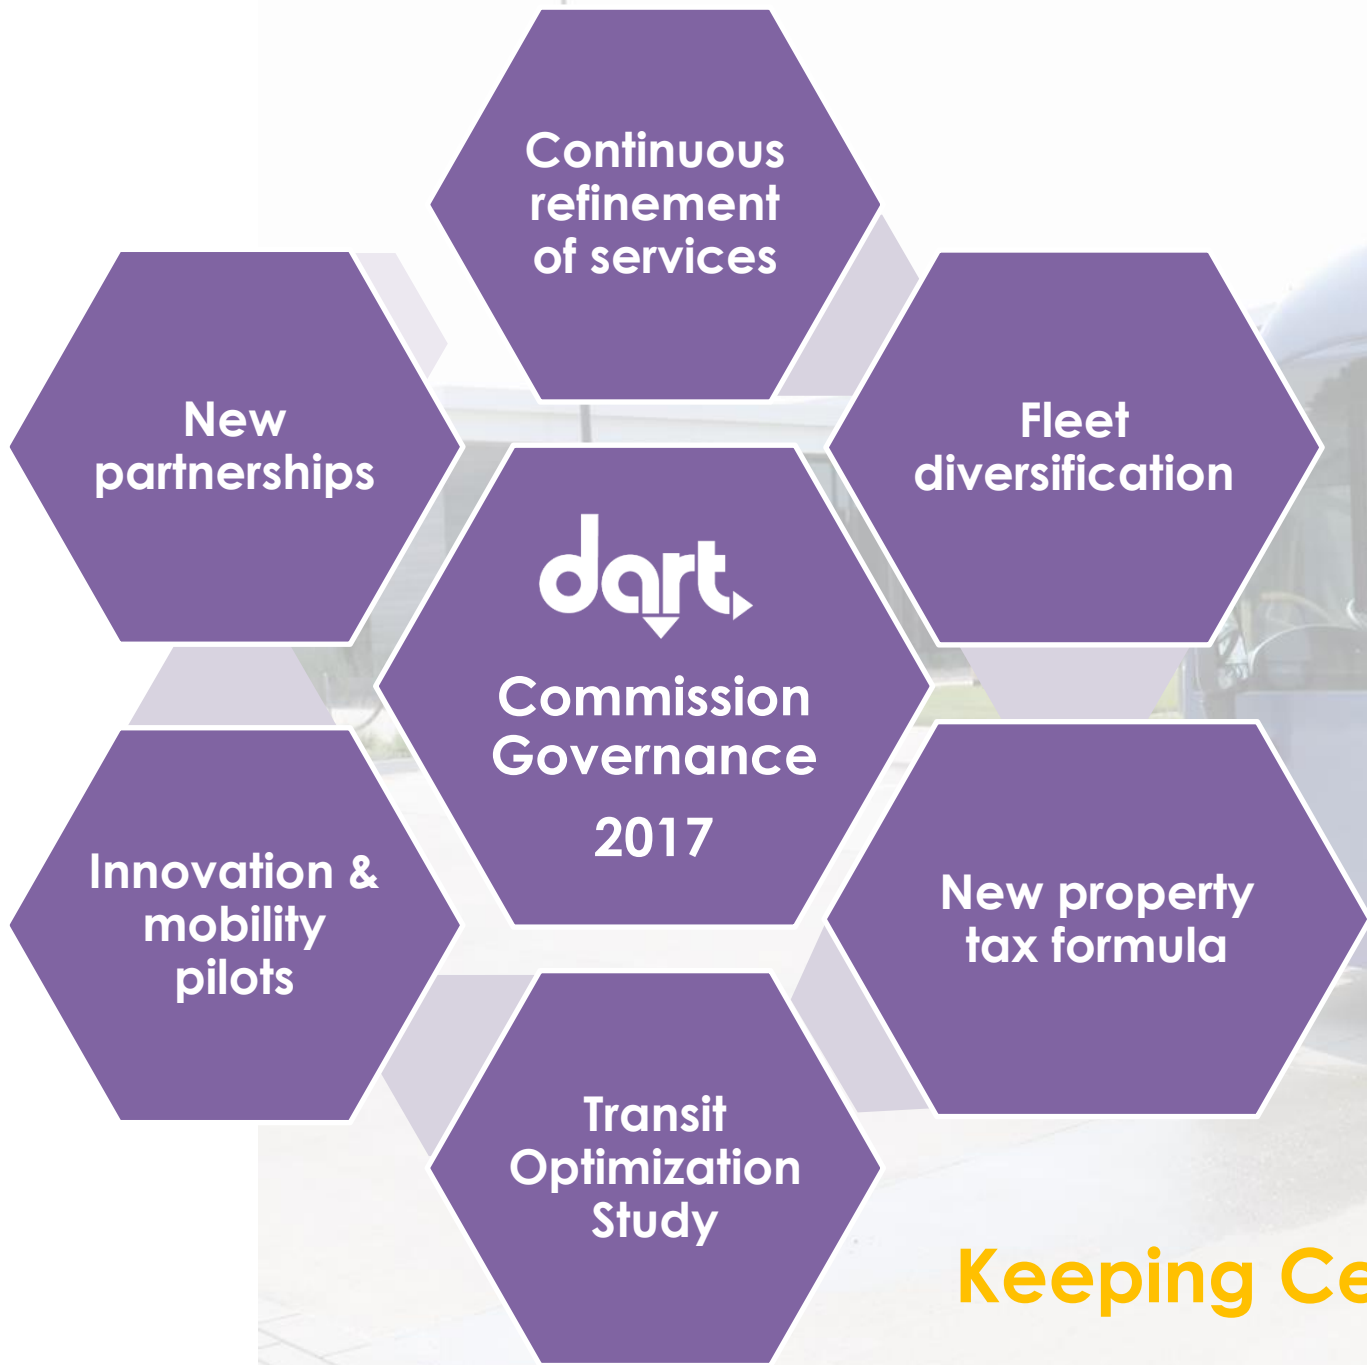 Continuous
refinement
of services
New
partnerships
Fleet
diversification
dart
Commission
Governance
2017
Innovation &
mobility
pilots
New property
tax formula
Transit
Optimization
Study
Keeping Ce